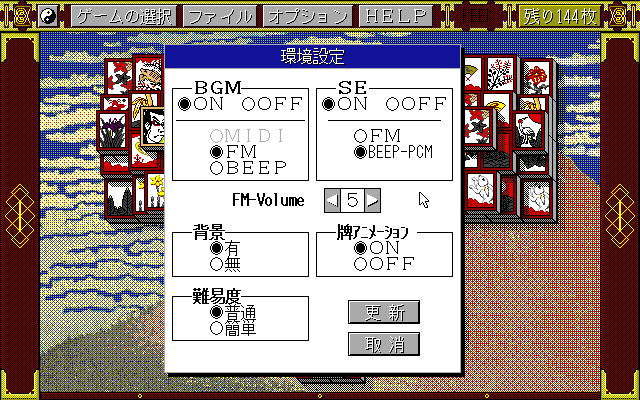 ゲームの選択 ファイル オプション HELP 残り144枚
環境設定
BGM
●ON ○OFF
○MIDI
●FM
○BEEP
SE
●ON ○OFF
○FM
●BEEP-PCM
FM-Volume ◀ 5 ▶
背景
●有
○無
牌アニメーション
●ON
○OFF
難易度
●普通
○簡単
更新
取消